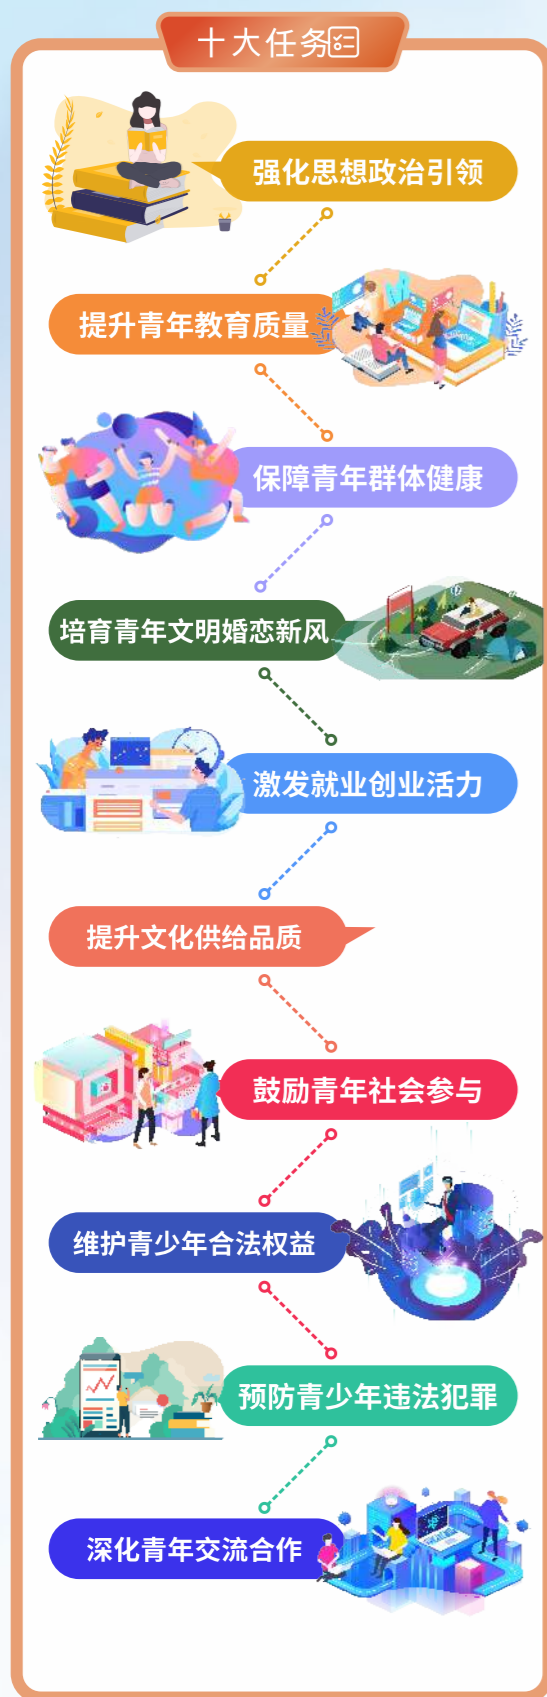 十大任务
强化思想政治引领
提升青年教育质量
保障青年群体健康
培育青年文明婚恋新风
激发就业创业活力
提升文化供给品质
鼓励青年社会参与
维护青少年合法权益
预防青少年违法犯罪
深化青年交流合作